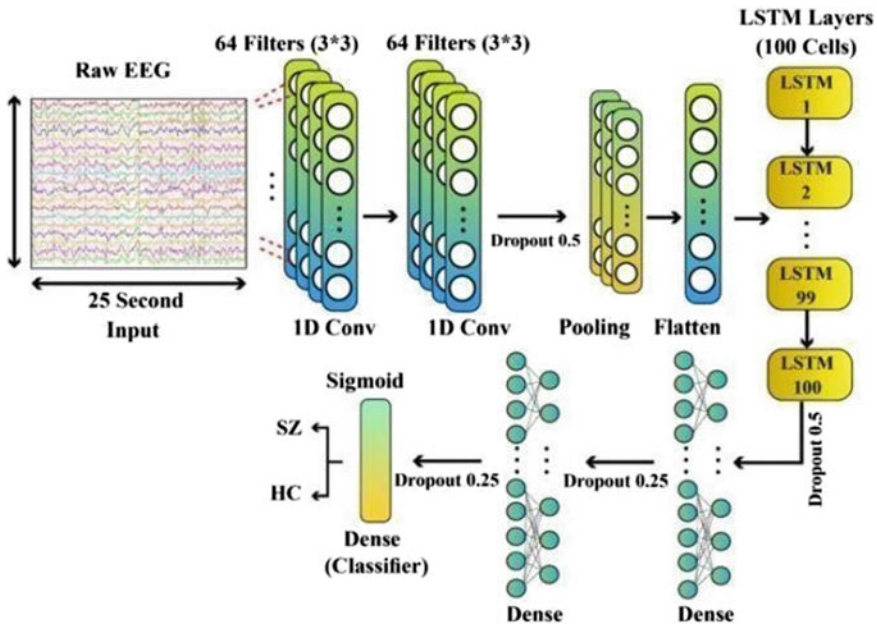 Raw EEG
64 Filters (3*3)
64 Filters (3*3)
LSTM Layers
(100 Cells)
LSTM
1
LSTM
2
LSTM
99
LSTM
100
Dropout 0.5
25 Second
Input
1D Conv
1D Conv
Pooling
Flatten
Dropout 0.5
Sigmoid
SZ
HC
Dropout 0.25
Dropout 0.25
Dense
(Classifier)
Dense
Dense